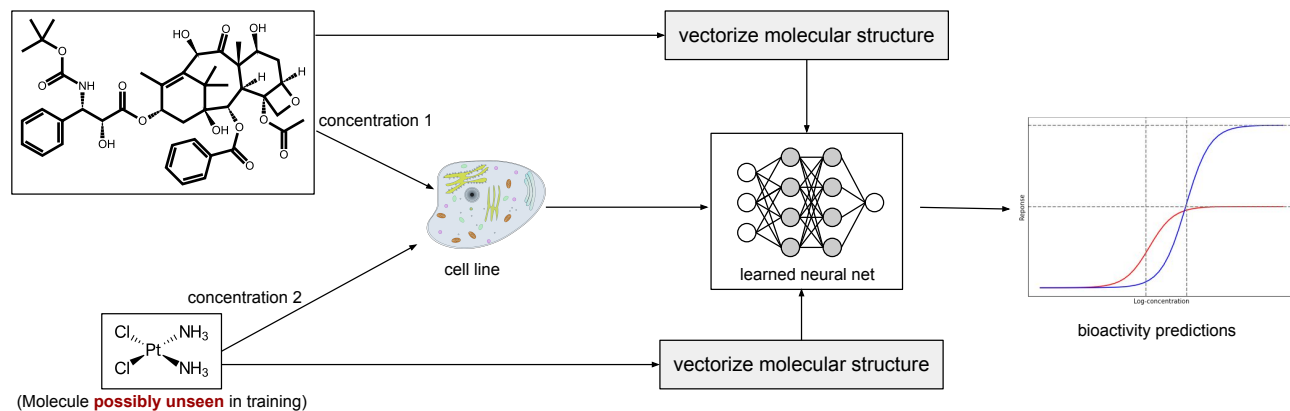 HO
O
OH
O
O
NH
O
O
OH
O
H
H
O
OH
O
O
O
O
vectorize molecular structure
concentration 1
cell line
learned neural net
Reponse
Log-concentration
bioactivity predictions
concentration 2
Cl
NH3
Pt
Cl
NH3
vectorize molecular structure
(Molecule possibly unseen in training)